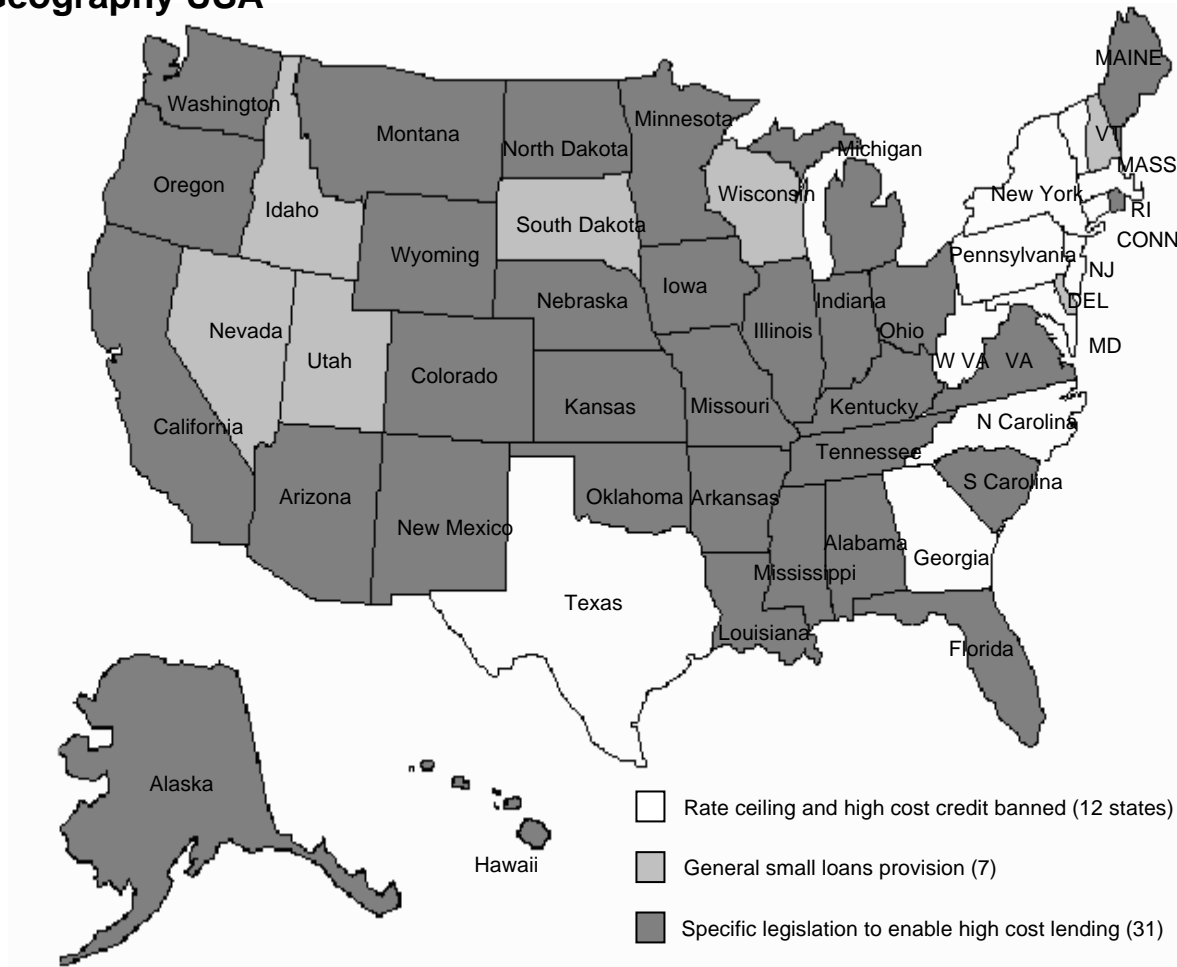 Geography USA
MAINE
Washington
Montana
North Dakota
Minnesota
Michigan
VT
MASS
Oregon
Idaho
Wisconsin
New York
RI
South Dakota
CONN
Wyoming
Pennsylvania
NJ
Iowa
Nebraska
Indiana
DEL
Nevada
Illinois
Ohio
MD
Utah
W VA
VA
Colorado
Kansas
Missouri
Kentucky
N Carolina
California
Tennessee
S Carolina
Arizona
Oklahoma
Arkansas
New Mexico
Alabama
Georgia
Mississippi
Texas
Louisiana
Florida
Alaska
Hawaii
Rate ceiling and high cost credit banned (12 states)
General small loans provision (7)
Specific legislation to enable high cost lending (31)